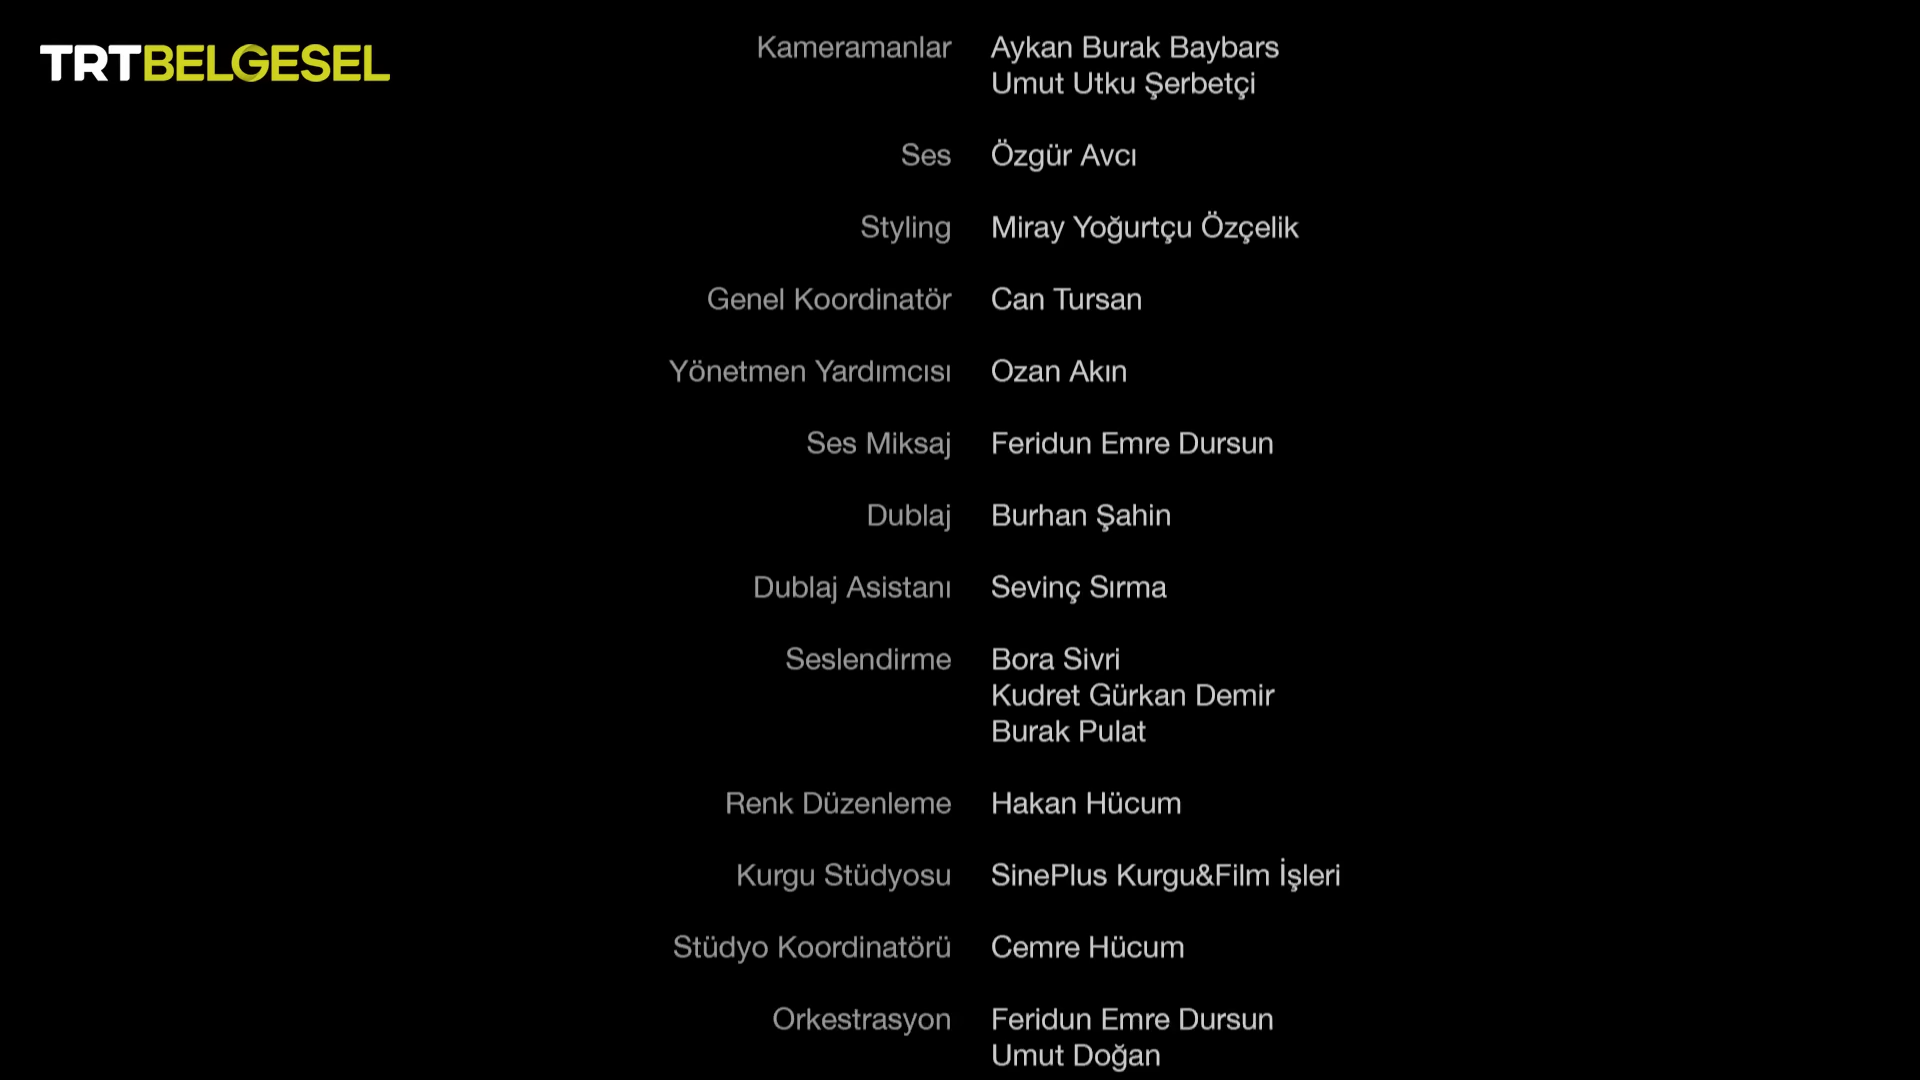 TRTBELGESEL
Kameramanlar Aykan Burak Baybars
Umut Utku Şerbetçi
Ses Özgür Avcı
Styling Miray Yoğurtçu Özçelik
Genel Koordinatör Can Tursan
Yönetmen Yardımcısı Ozan Akın
Ses Miksaj Feridun Emre Dursun
Dublaj Burhan Şahin
Dublaj Asistanı Sevinç Sırma
Seslendirme Bora Sivri
Kudret Gürkan Demir
Burak Pulat
Renk Düzenleme Hakan Hücum
Kurgu Stüdyosu SinePlus Kurgu&Film İşleri
Stüdyo Koordinatörü Cemre Hücum
Orkestrasyon Feridun Emre Dursun
Umut Doğan